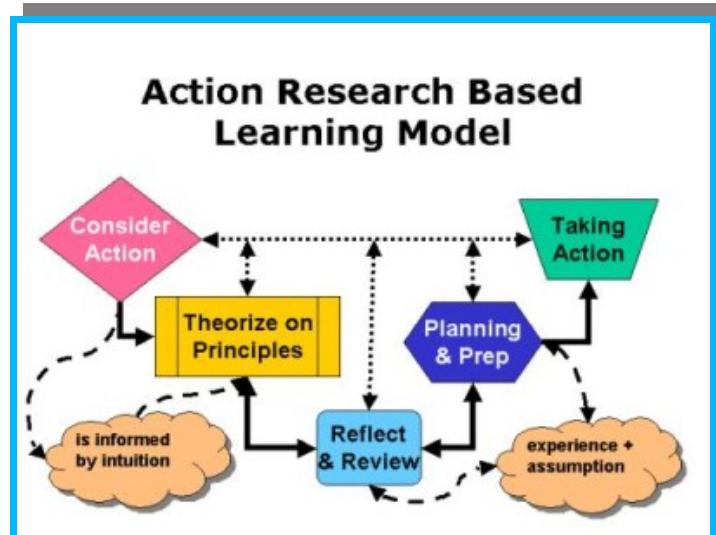 Action Research Based
Learning Model
Consider
Action
Taking
Action
Theorize on
Principles
Planning
& Prep
is informed
by intuition
Reflect
& Review
experience +
assumption